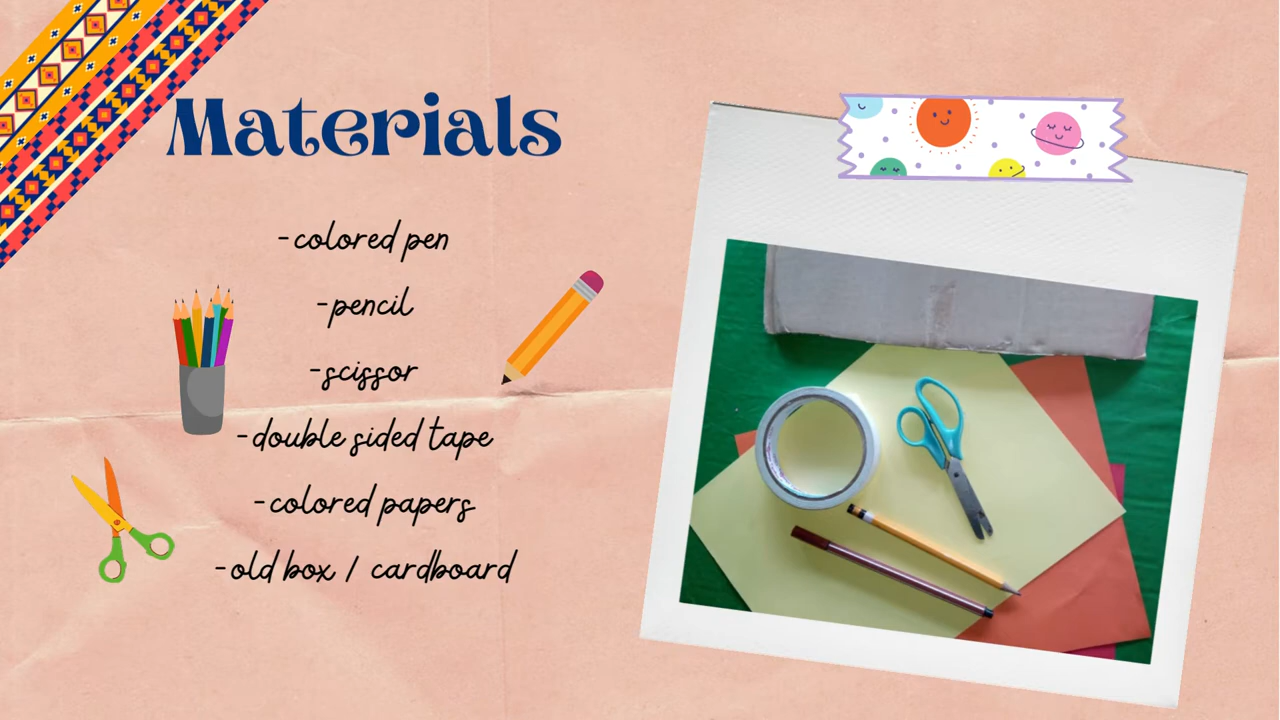 Materials
-colored pen
-pencil
-scissor
-double sided tape
-colored papers
-old box / cardboard